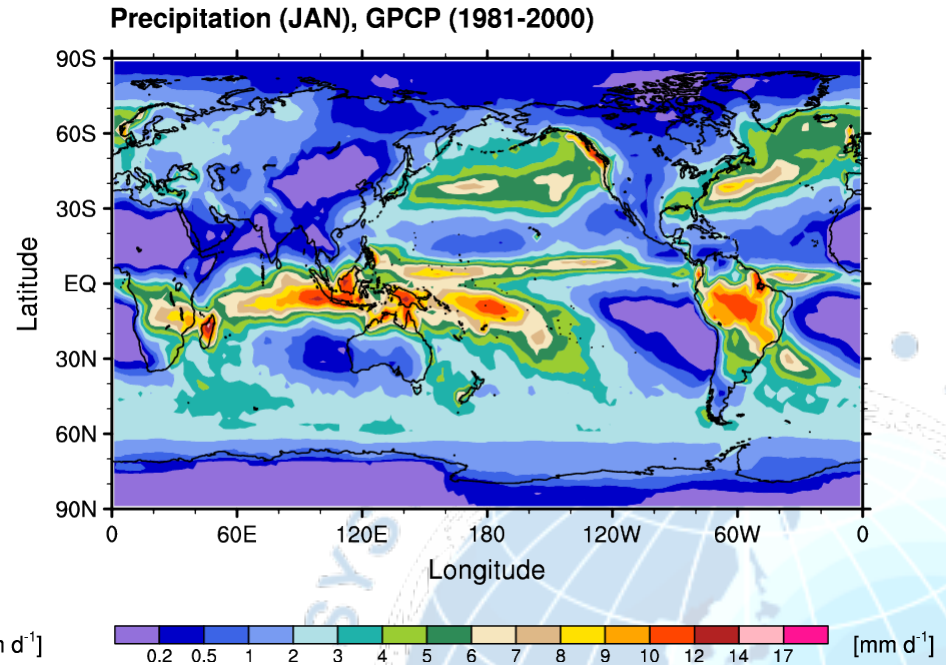 Precipitation (JAN), GPCP (1981-2000)
Latitude
90S
60S
30S
EQ
30N
60N
90N
0 60E 120E 180 120W 60W 0
Longitude
SYS
0.2 0.5 1 2 3 4 5 6 7 8 9 10 12 14 17
d⁻¹] [mm d⁻¹]